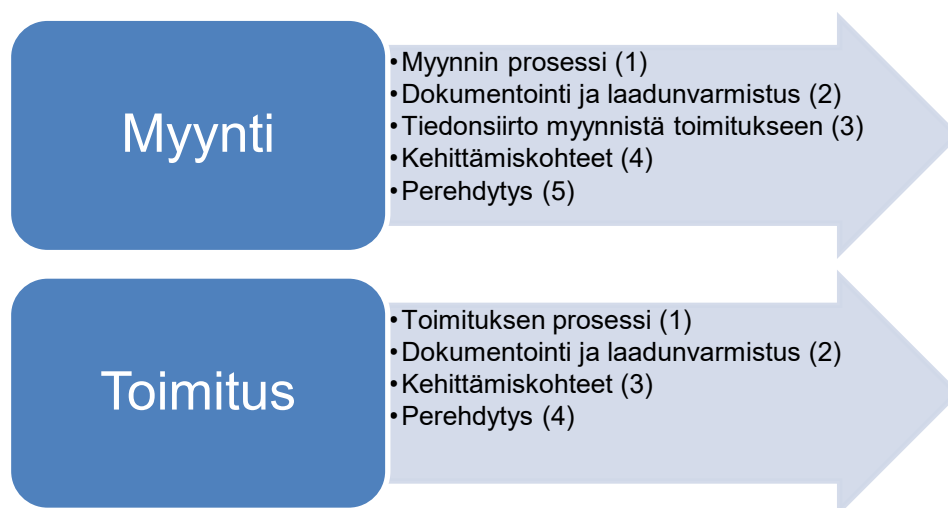 Myynti
•Myynnin prosessi (1)
•Dokumentointi ja laadunvarmistus (2)
•Tiedonsiirto myynnistä toimitukseen (3)
•Kehittämiskohteet (4)
•Perehdytys (5)
Toimitus
•Toimituksen prosessi (1)
•Dokumentointi ja laadunvarmistus (2)
•Kehittämiskohteet (3)
•Perehdytys (4)